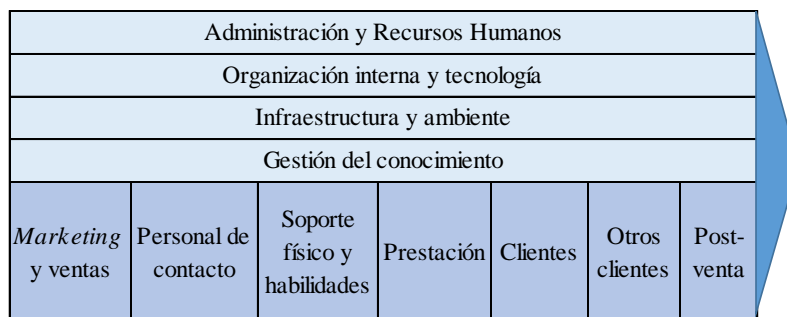 Administración y Recursos Humanos
Organización interna y tecnología
Infraestructura y ambiente
Gestión del conocimiento
Marketing
y ventas
Personal de
contacto
Soporte
físico y
habilidades
Prestación
Clientes
Otros
clientes
Post-
venta